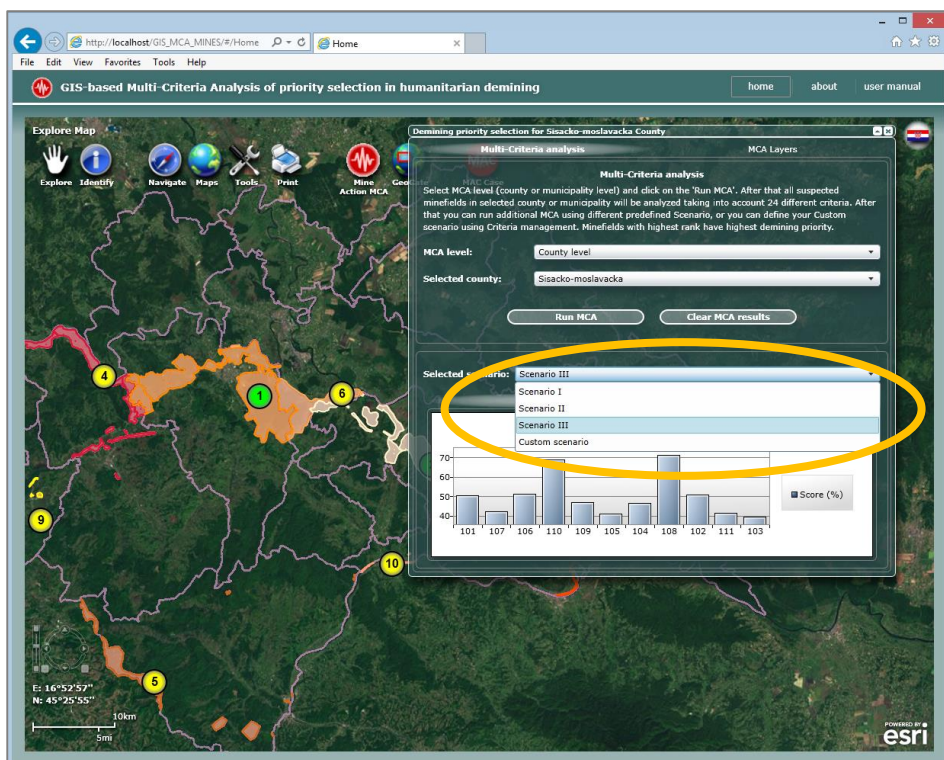 http://localhost/GIS_MCA_MINES/#/Home
Home
File Edit View Favorites Tools Help
GIS-based Multi-Criteria Analysis of priority selection in humanitarian demining
home about user manual
Explore Map
Explore Identify Navigate Maps Tools Print Mine Action MCA
Demining priority selection for Sisacko-moslavacka County
Multi-Criteria analysis MCA Layers
Multi-Criteria analysis
Select MCA level (county or municipality level) and click on the 'Run MCA'. After that all suspected
minefields in selected county or municipality will be analyzed taking into account 24 different criteria. After
that you can run additional MCA using different predefined Scenario, or you can define your Custom
scenario using Criteria management. Minefields with highest rank have highest demining priority.
MCA level: County level
Selected county: Sisacko-moslavacka
Run MCA Clear MCA results
Selected scenario: Scenario III
Scenario I
Scenario II
Scenario III
Custom scenario
70
60
50
40
101 107 106 110 109 105 104 108 102 111 103
Score (%)
4
1
6
9
10
5
E: 16°52'57"
N: 45°25'55"
10km
5mi
POWERED BY
esri